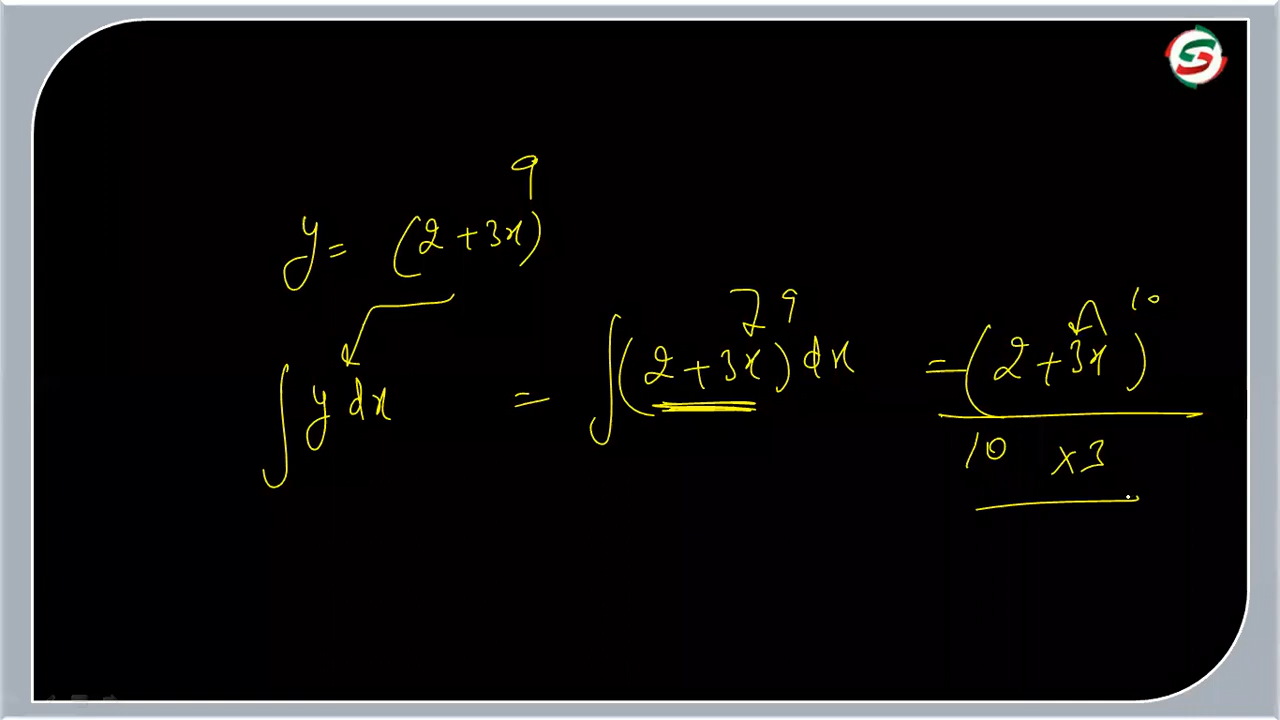 y = (2 + 3x)^9
∫ y dx = ∫ (2 + 3x)^9 dx = (2 + 3x)^10
10 × 3